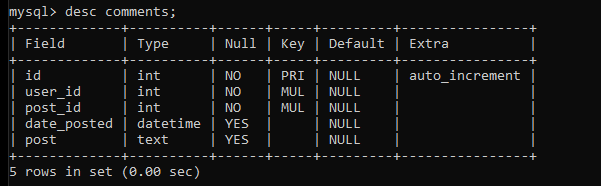 mysql> desc comments;
+-------------+----------+------+-----+---------+----------------+
| Field       | Type     | Null | Key | Default | Extra          |
+-------------+----------+------+-----+---------+----------------+
| id          | int      | NO   | PRI | NULL    | auto_increment |
| user_id     | int      | NO   | MUL | NULL    |                |
| post_id     | int      | NO   | MUL | NULL    |                |
| date_posted | datetime | YES  |     | NULL    |                |
| post        | text     | YES  |     | NULL    |                |
+-------------+----------+------+-----+---------+----------------+
5 rows in set (0.00 sec)